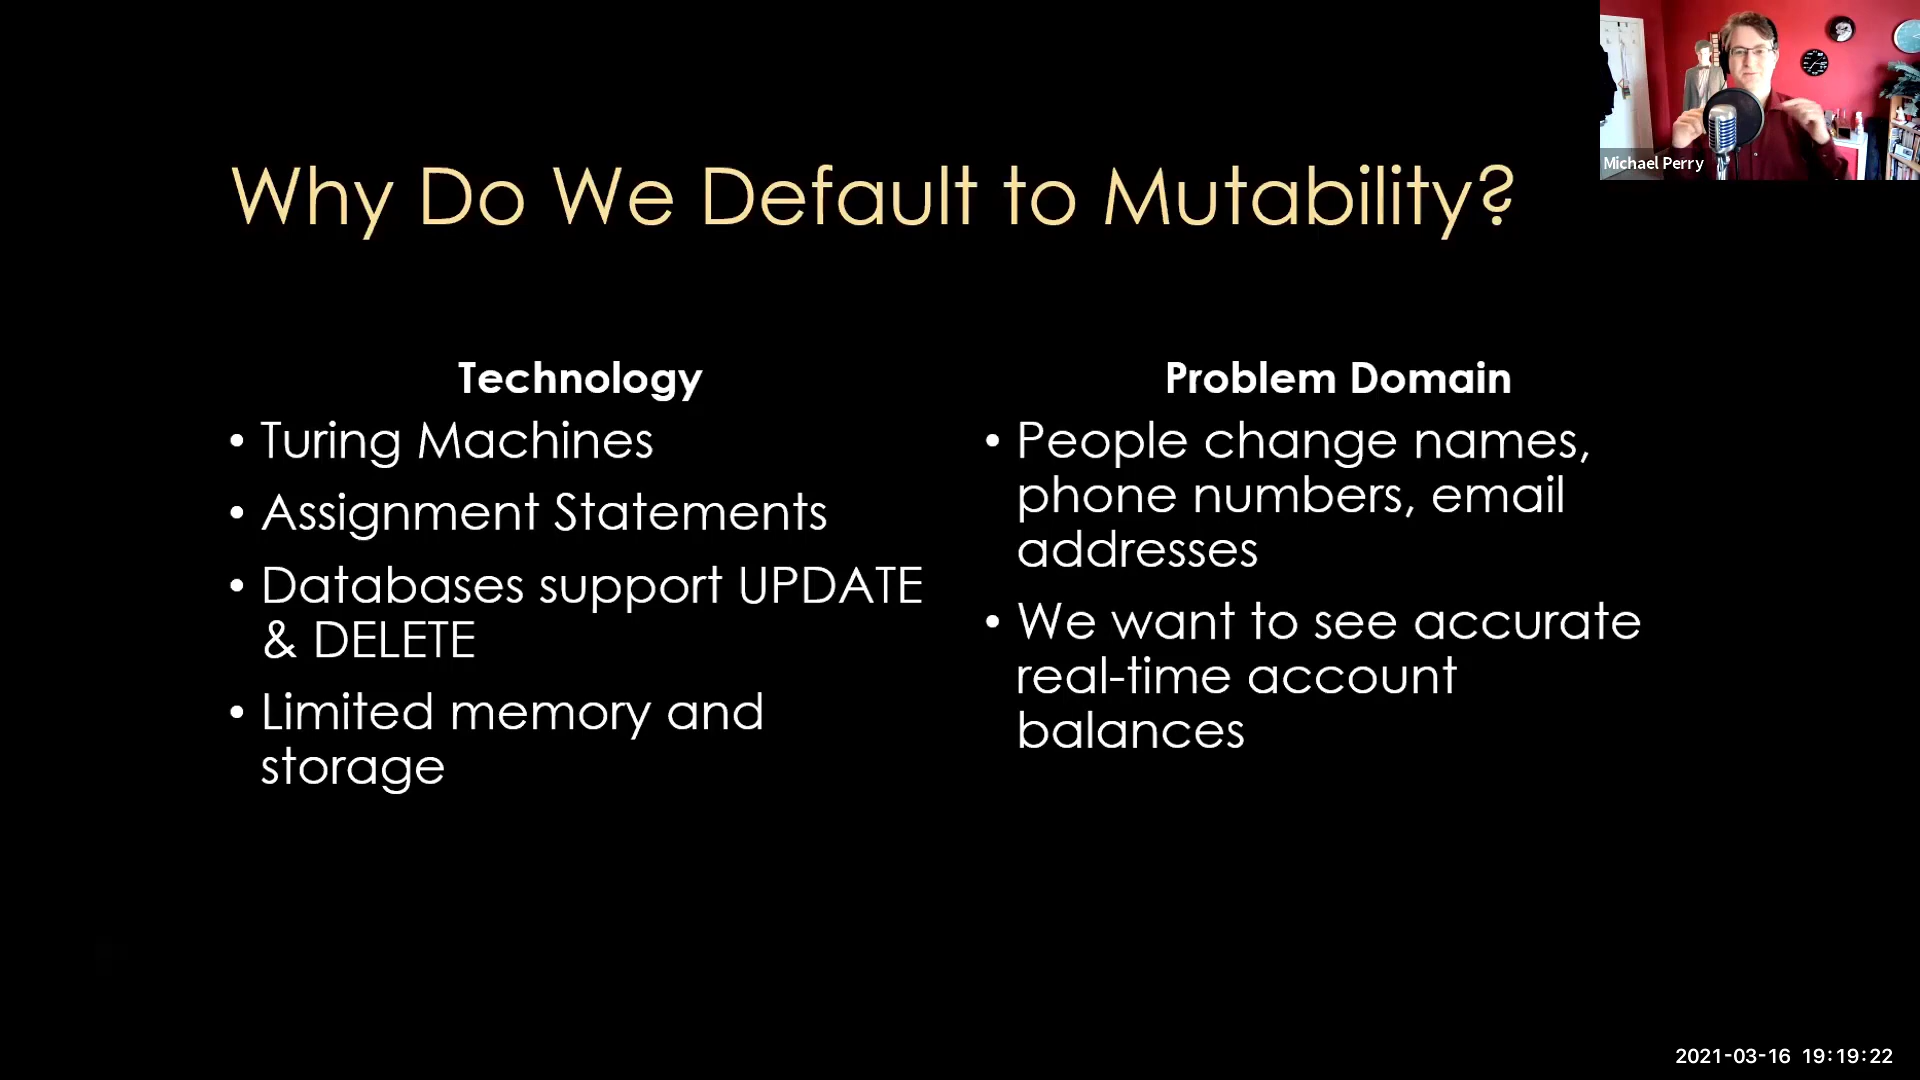 Why Do We Default to Mutability?
Technology
• Turing Machines
• Assignment Statements
• Databases support UPDATE
& DELETE
• Limited memory and
storage
Problem Domain
• People change names,
phone numbers, email
addresses
• We want to see accurate
real-time account
balances
Michael Perry
2021-03-16 19:19:22